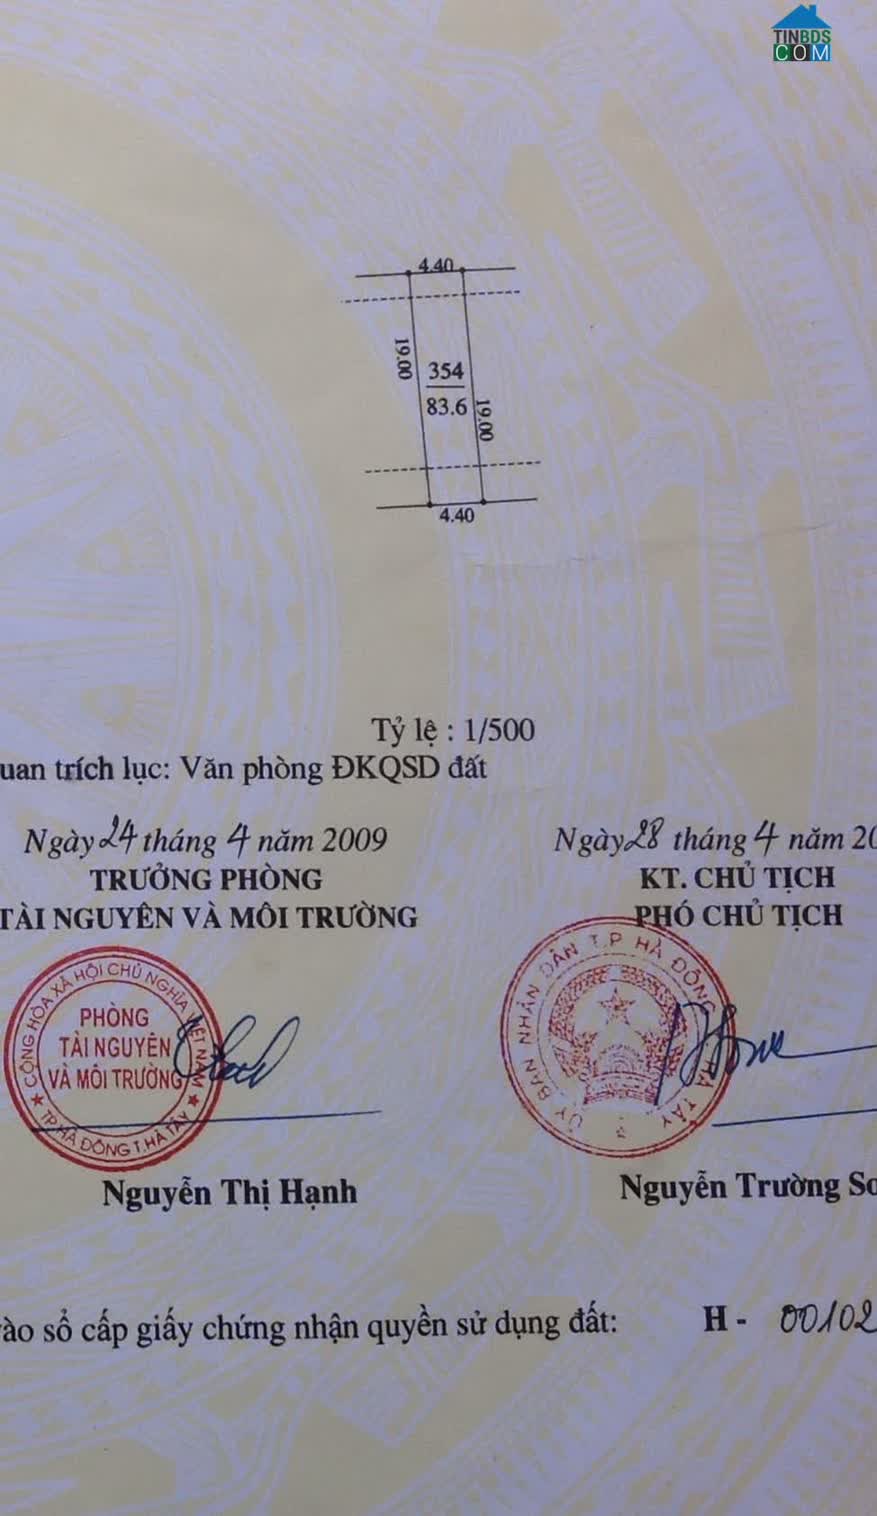 TINBDS
COM
4.40
19.00
354
83.6
19.00
4.40
Tỷ lệ : 1/500
uan trích lục: Văn phòng ĐKQSD đất
Ngày 24 tháng 4 năm 2009
TRƯỞNG PHÒNG
TÀI NGUYÊN VÀ MÔI TRƯỜNG
CỘNG HÒA XÃ HỘI CHỦ NGHĨA VIỆT NAM
PHÒNG
TÀI NGUYÊN
VÀ MÔI TRƯỜNG
TP HÀ ĐÔNG T.HÀ TÂY
Nguyễn Thị Hạnh
Ngày 28 tháng 4 năm 20
KT. CHỦ TỊCH
PHÓ CHỦ TỊCH
ỦY BAN NHÂN DÂN T.P HÀ ĐÔNG
HÀ TÂY
Nguyễn Trường Sơ
vào sổ cấp giấy chứng nhận quyền sử dụng đất: H - 00102